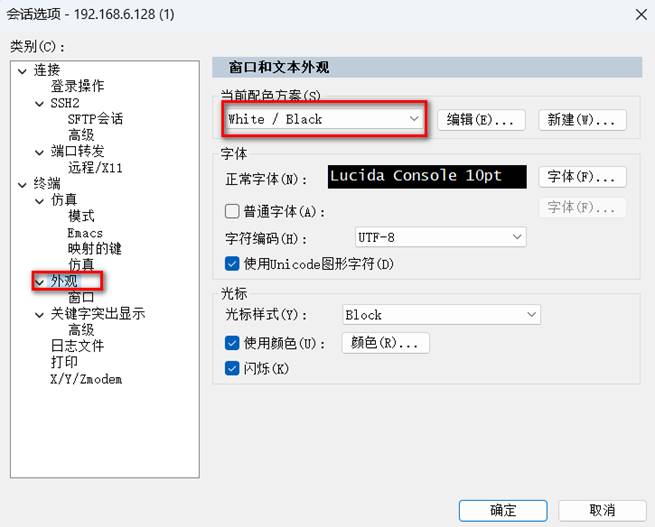 会话选项 - 192.168.6.128 (1)
类别(C):
连接
登录操作
SSH2
SFTP会话
高级
端口转发
远程/X11
终端
仿真
模式
Emacs
映射的键
仿真
外观
窗口
关键字突出显示
高级
日志文件
打印
X/Y/Zmodem
窗口和文本外观
当前配色方案(S)
White / Black
编辑(E)...
新建(W)...
字体
正常字体(N):
Lucida Console 10pt
字体(F)...
普通字体(A):
字体(F)...
字符编码(H):
UTF-8
使用Unicode图形字符(D)
光标
光标样式(Y):
Block
使用颜色(U):
颜色(R)...
闪烁(K)
确定
取消